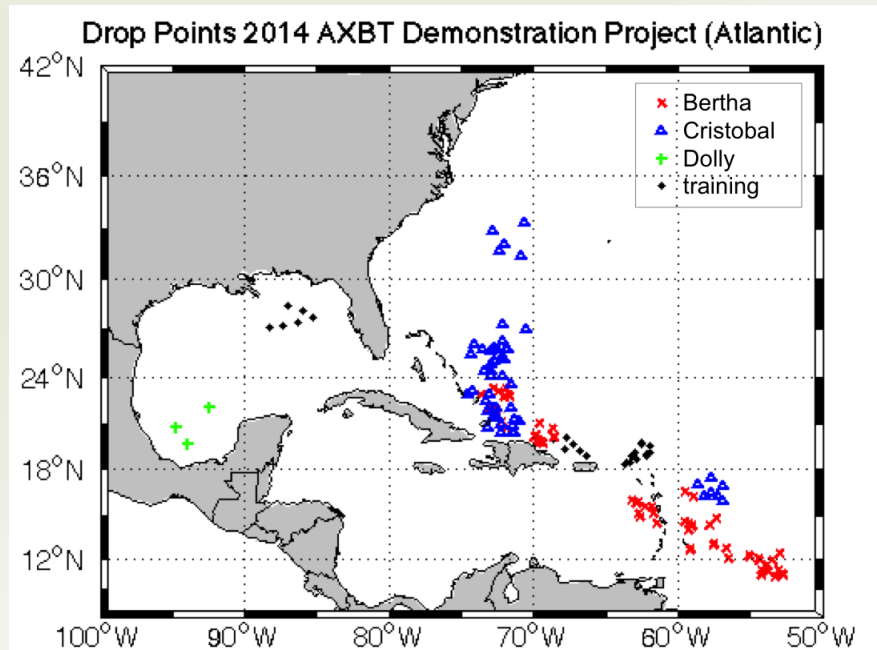 Drop Points 2014 AXBT Demonstration Project (Atlantic)
42°N
Bertha
Cristobal
Dolly
training
36°N
30°N
24°N
18°N
12°N
100°W 90°W 80°W 70°W 60°W 50°W